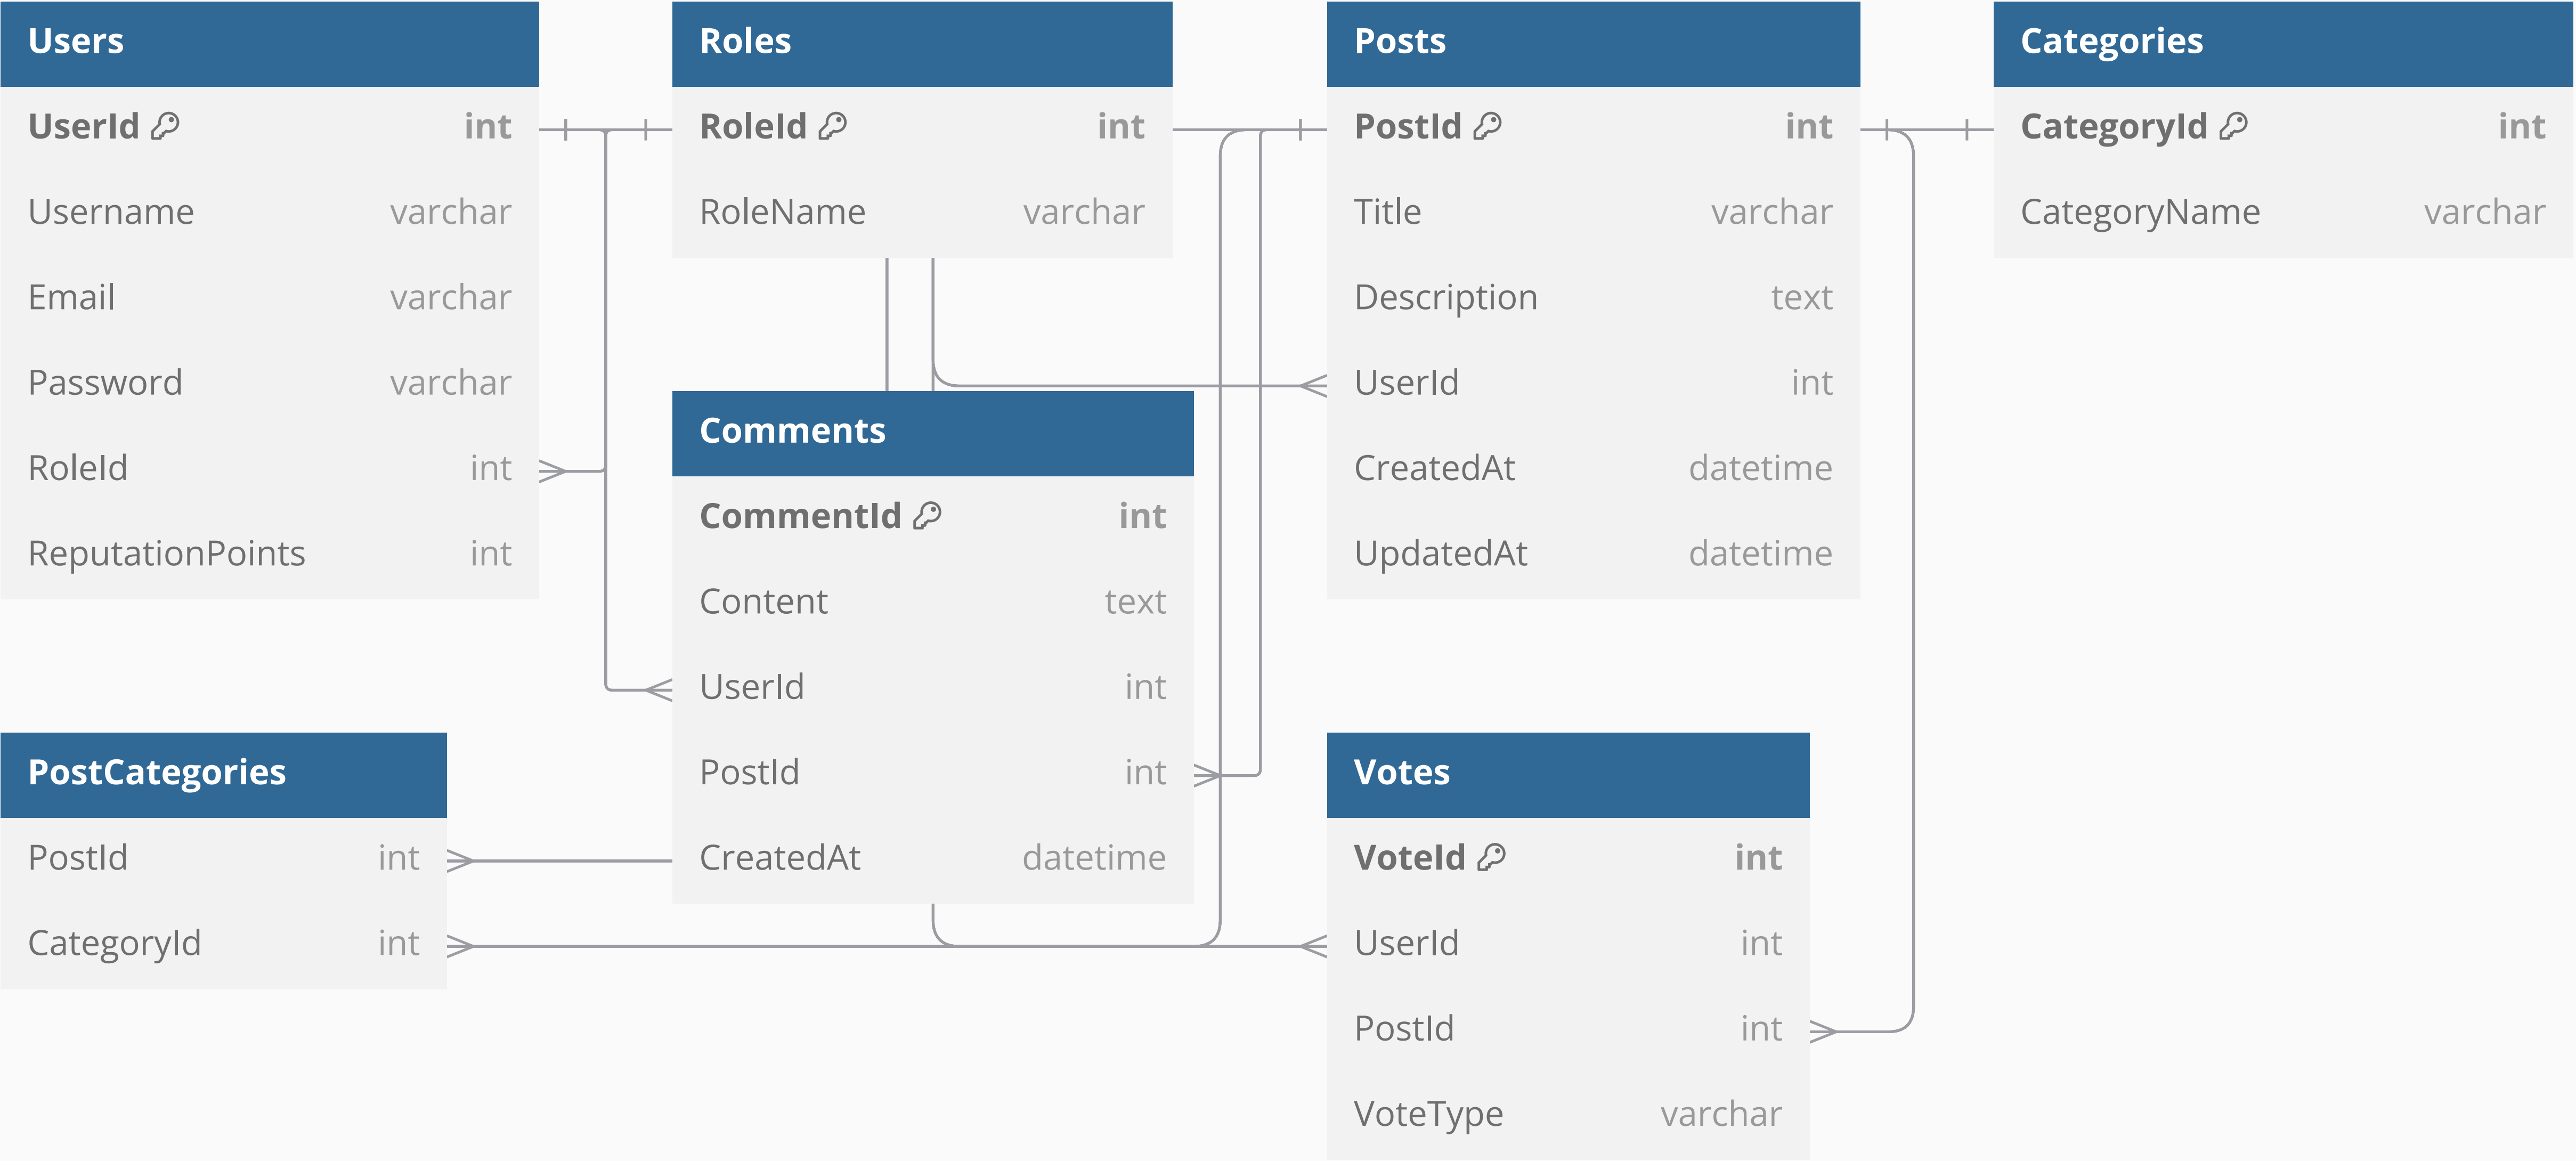 Users
UserId int
Username varchar
Email varchar
Password varchar
RoleId int
ReputationPoints int
Roles
RoleId int
RoleName varchar
Posts
PostId int
Title varchar
Description text
UserId int
CreatedAt datetime
UpdatedAt datetime
Categories
CategoryId int
CategoryName varchar
Comments
CommentId int
Content text
UserId int
PostId int
CreatedAt datetime
PostCategories
PostId int
CategoryId int
Votes
VoteId int
UserId int
PostId int
VoteType varchar